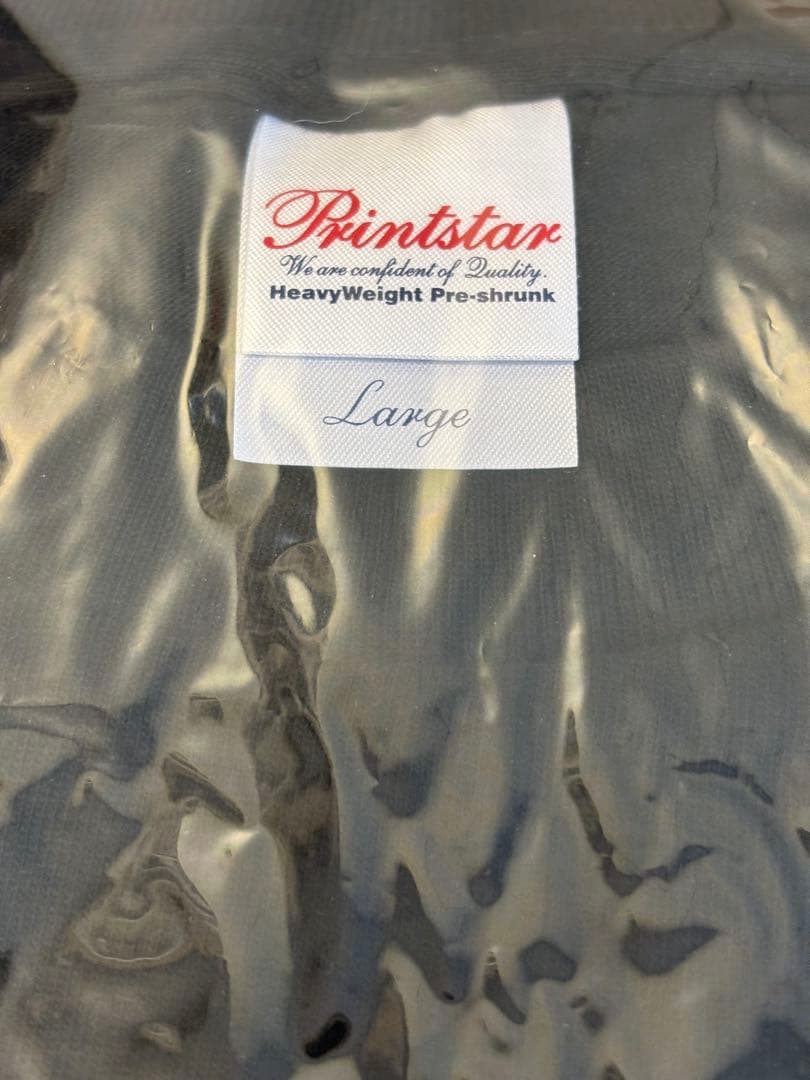 Printstar
We are confident of Quality.
HeavyWeight Pre-shrunk
Large